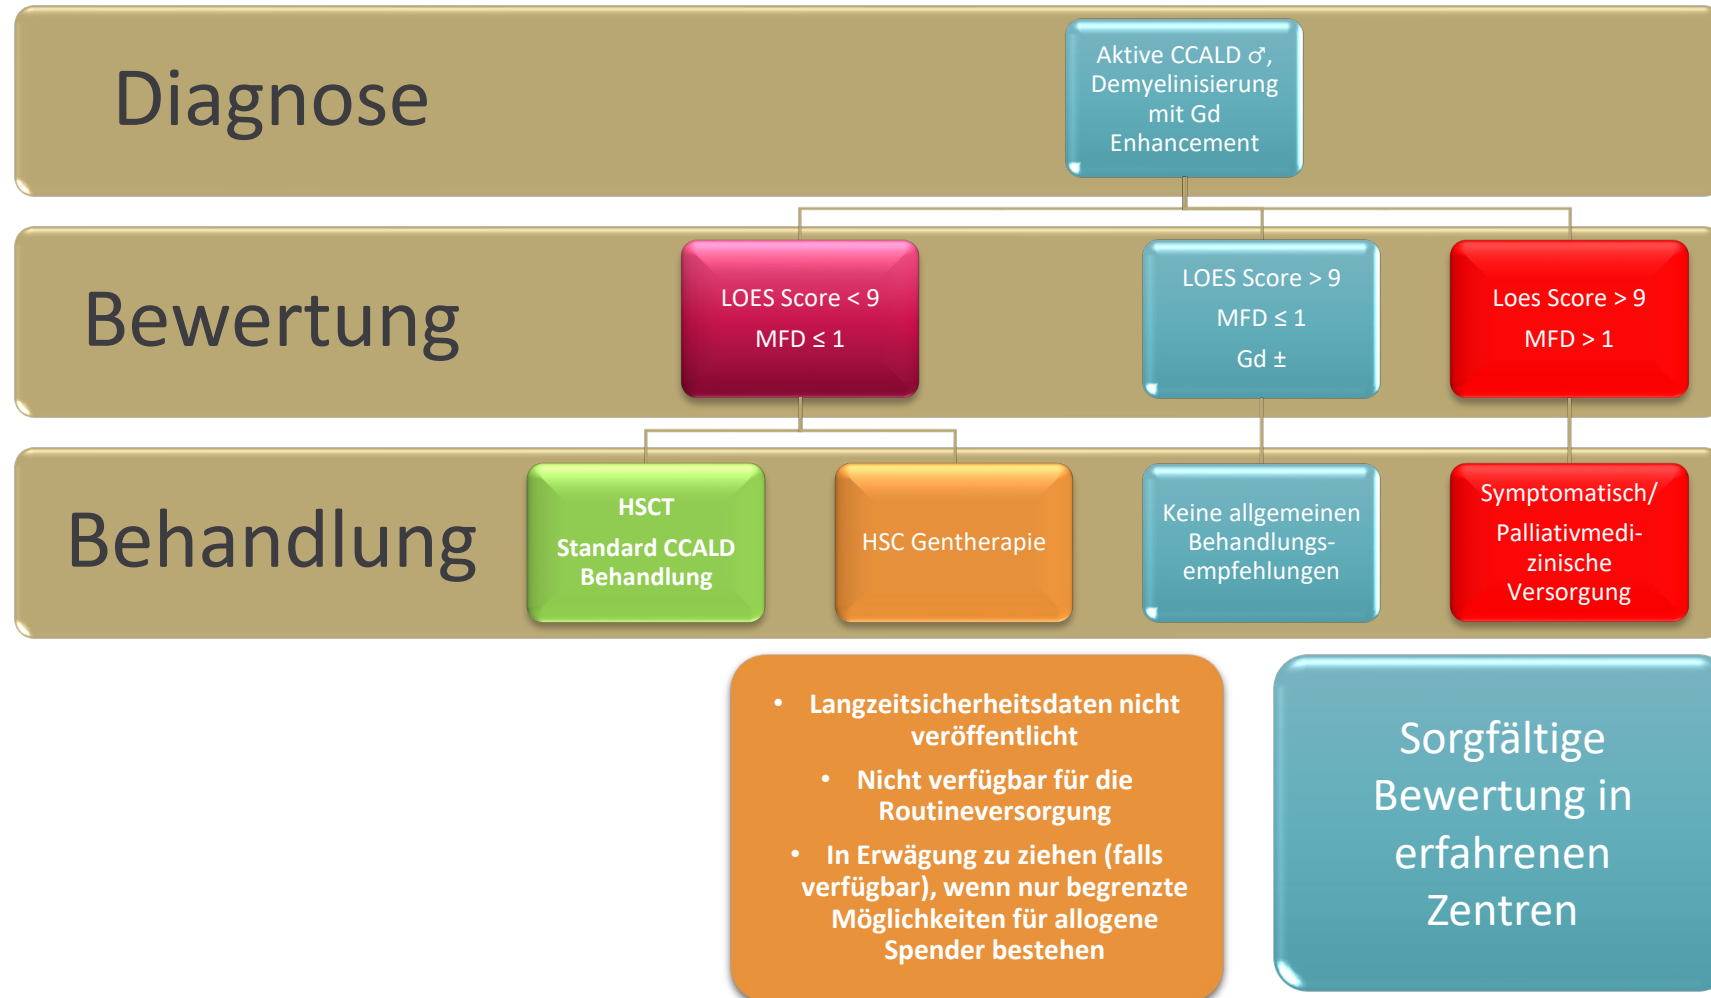 Diagnose
Aktive CCALD ♂,
Demyelinisierung
mit Gd
Enhancement
Bewertung
LOES Score < 9
MFD ≤ 1
LOES Score > 9
MFD ≤ 1
Gd ±
Loes Score > 9
MFD > 1
Behandlung
HSCT
Standard CCALD
Behandlung
HSC Gentherapie
Keine allgemeinen
Behandlungs-
empfehlungen
Symptomatisch/
Palliativmedi-
zinische
Versorgung
• Langzeitsicherheitsdaten nicht
veröffentlicht
• Nicht verfügbar für die
Routineversorgung
• In Erwägung zu ziehen (falls
verfügbar), wenn nur begrenzte
Möglichkeiten für allogene
Spender bestehen
Sorgfältige
Bewertung in
erfahrenen
Zentren